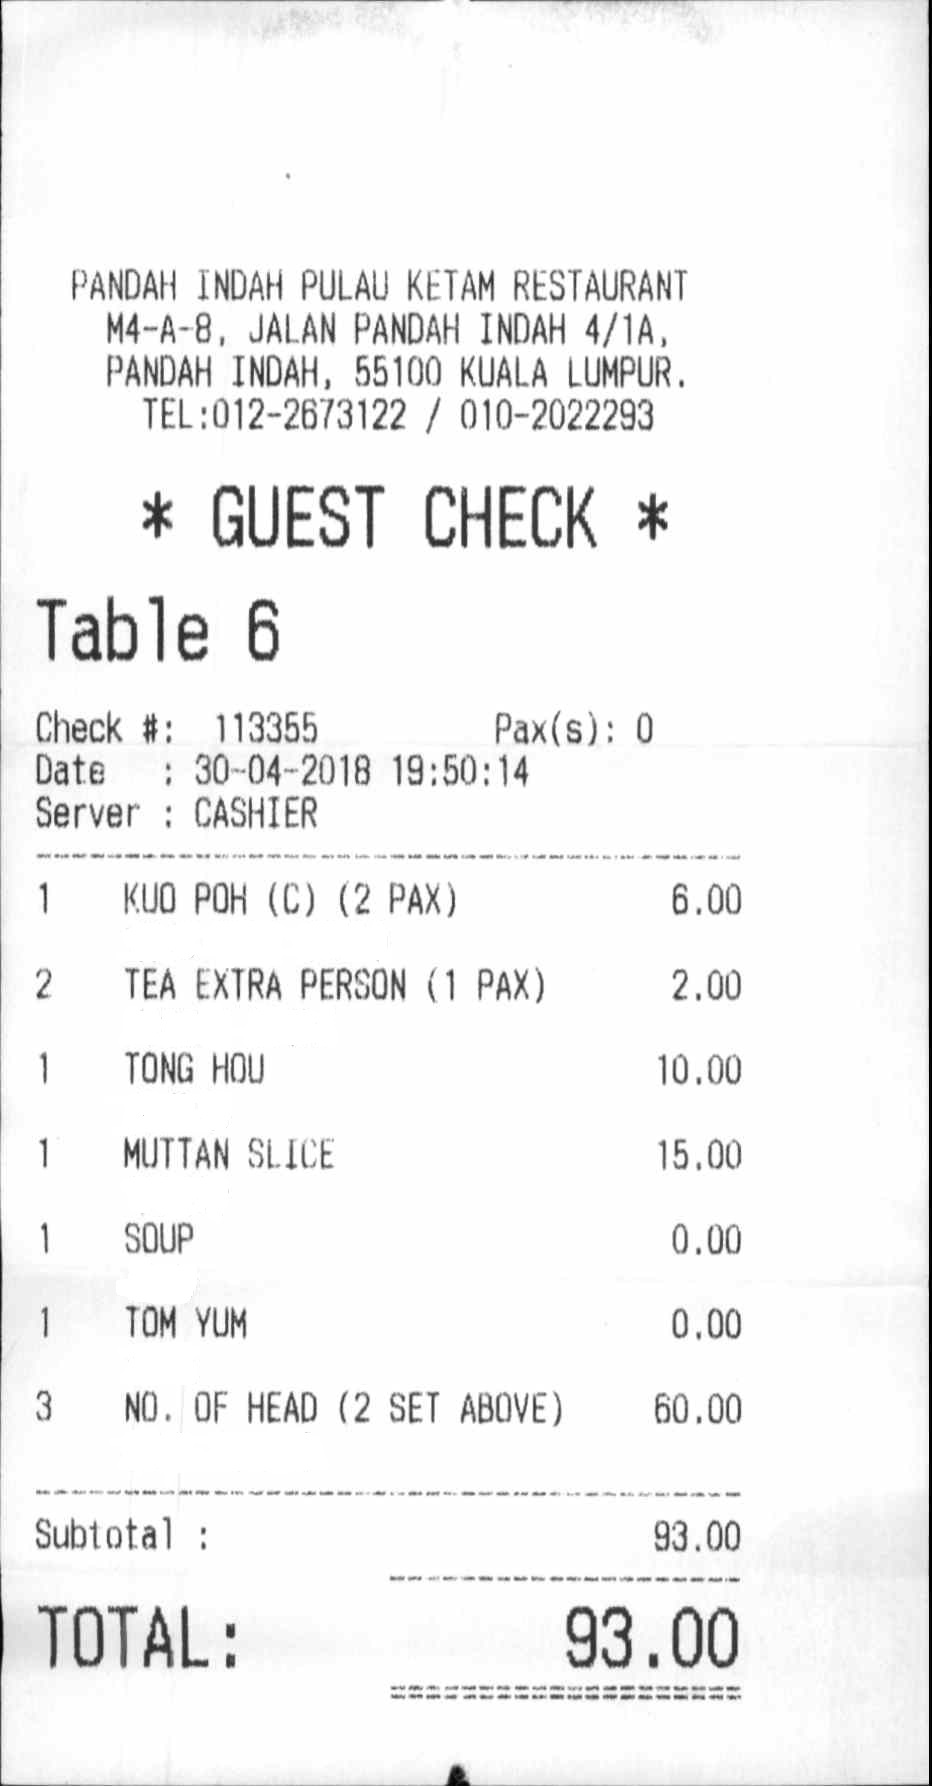 PANDAH INDAH PULAU KETAM RESTAURANT
M4-A-8, JALAN PANDAH INDAH 4/1A,
PANDAH INDAH, 55100 KUALA LUMPUR.
TEL:012-2673122 / 010-2022293
* GUEST CHECK *
Table 6
Check #: 113355 Pax(s): 0
Date : 30-04-2018 19:50:14
Server : CASHIER
1 KUO POH (C) (2 PAX) 6.00
2 TEA EXTRA PERSON (1 PAX) 2.00
1 TONG HOU 10.00
1 MUTTAN SLICE 15.00
1 SOUP 0.00
1 TOM YUM 0.00
3 NO. OF HEAD (2 SET ABOVE) 60.00
Subtotal : 93.00
TOTAL: 93.00